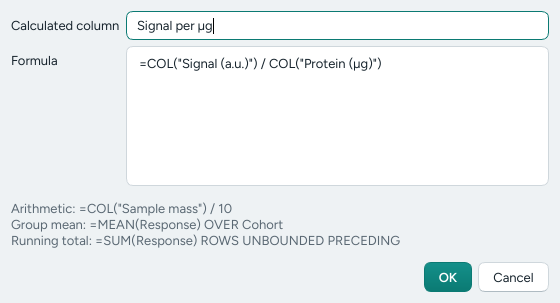 Calculated column Signal per µg
Formula
=COL("Signal (a.u.)") / COL("Protein (µg)")
Arithmetic: =COL("Sample mass") / 10
Group mean: =MEAN(Response) OVER Cohort
Running total: =SUM(Response) ROWS UNBOUNDED PRECEDING
OK Cancel